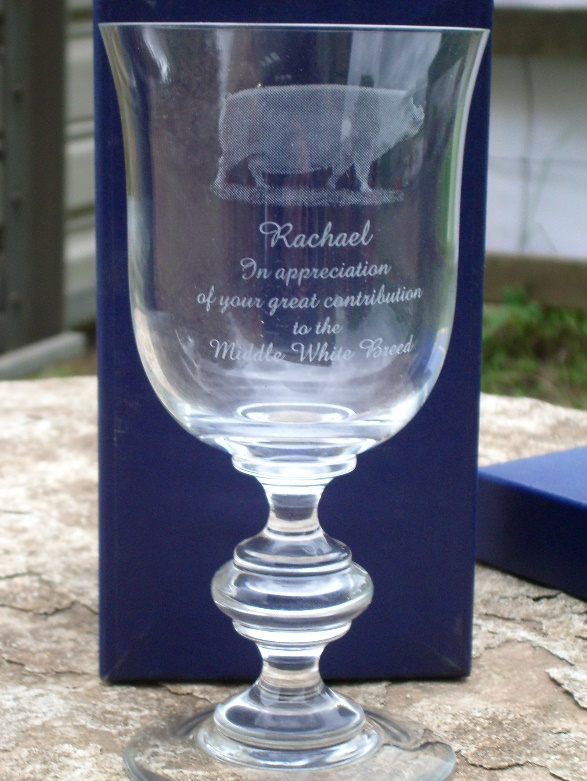 Rachael
In appreciation
of your great contribution
to the
Middle White Breed